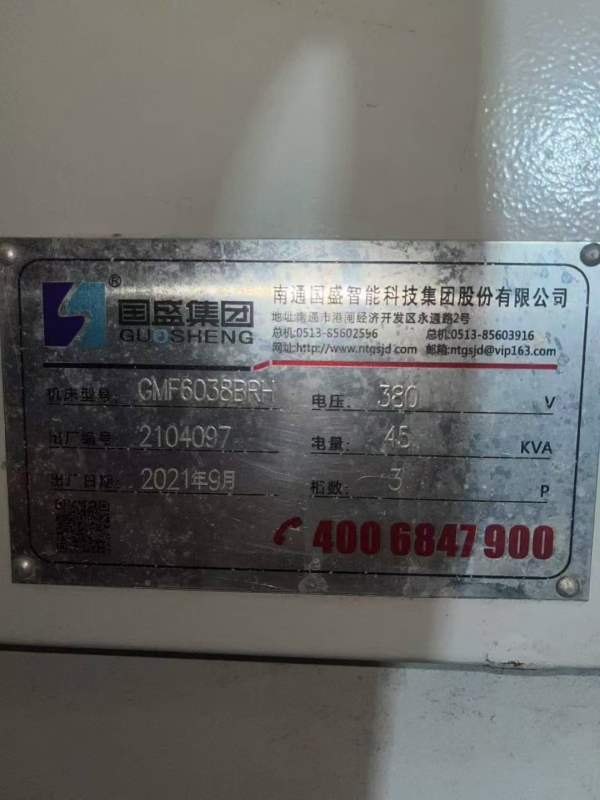 ®
国盛集团
GUOSHENG
南通国盛智能科技集团股份有限公司
地址:南通市港闸经济开发区永通路2号
总机:0513-85602596 总机:0513-85603916
网址:http://www.ntgsjd.com 邮箱:ntgsjd@vip163.com
机床型号: GMF6038BRH 电压: 380 V
出厂编号 2104097 电量: 45 KVA
出厂日期: 2021年9月 相数: 3 P
400 6847 900